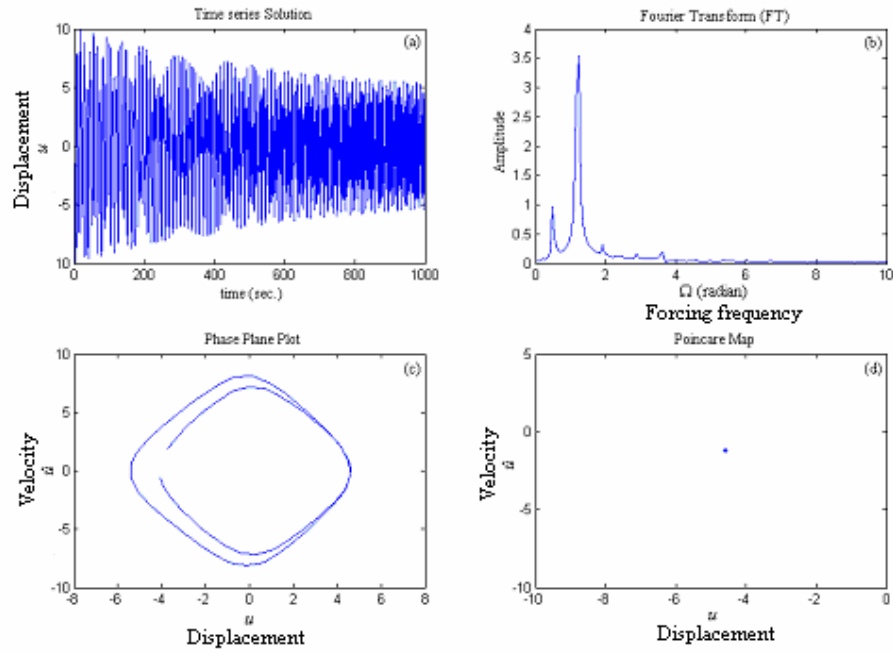 Time series Solution
(a)
10
5
0
-5
-10
0 200 400 600 800 1000
time (sec.)
Displacement
u
Fourier Transform (FT)
(b)
4
3.5
3
2.5
2
1.5
1
0.5
0
0 2 4 6 8 10
Amplitude
Ω (radian)
Forcing frequency
Phase Plane Plot
(c)
10
5
0
-5
-10
-8 -6 -4 -2 0 2 4 6 8
Velocity
u̇
u
Displacement
Poincare Map
(d)
5
0
-5
-10
-10 -8 -6 -4 -2 0
Velocity
u̇
u
Displacement